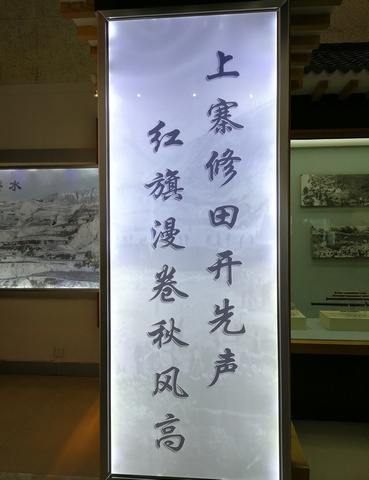 上寨修田开先声
红旗漫卷秋风高
水